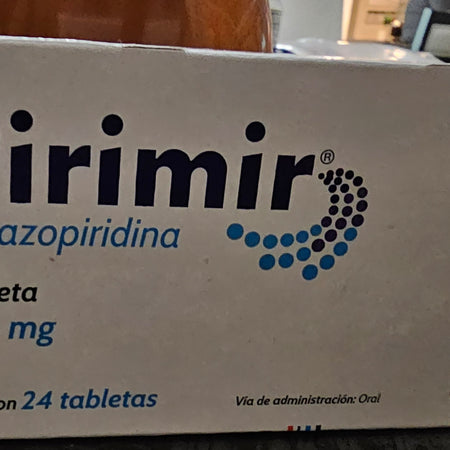 irimir®
azopiridina
eta
mg
on 24 tabletas
Vía de administración: Oral